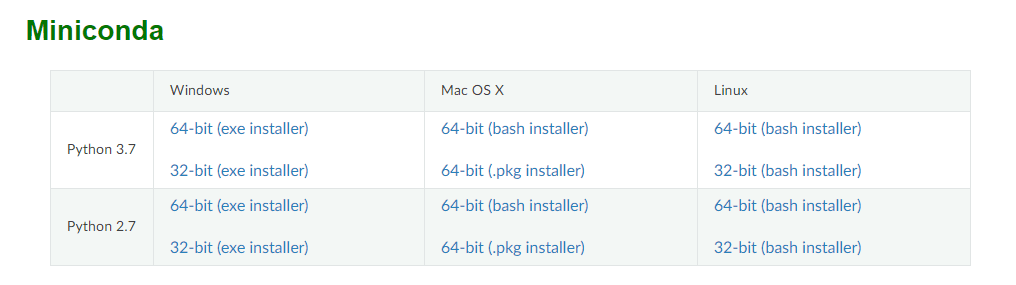 Miniconda
Windows Mac OS X Linux
Python 3.7
64-bit (exe installer) 64-bit (bash installer) 64-bit (bash installer)
32-bit (exe installer) 64-bit (.pkg installer) 32-bit (bash installer)
Python 2.7
64-bit (exe installer) 64-bit (bash installer) 64-bit (bash installer)
32-bit (exe installer) 64-bit (.pkg installer) 32-bit (bash installer)